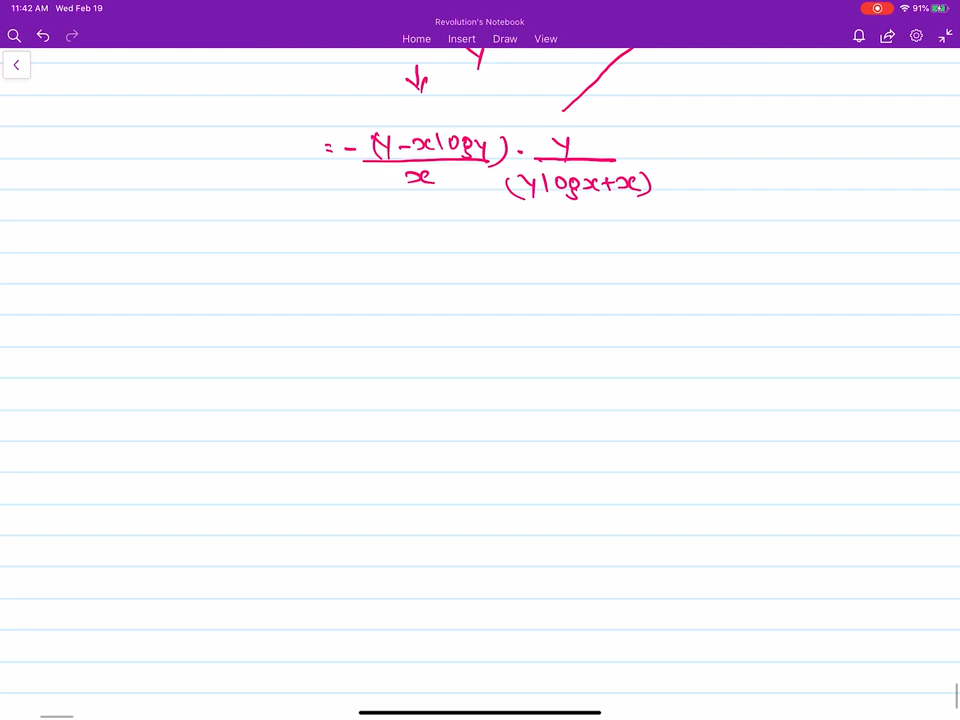 11:42 AM Wed Feb 19
91%
Revolution's Notebook
Home Insert Draw View
y
= - (y - x log y) / x · y / (y log x + x)